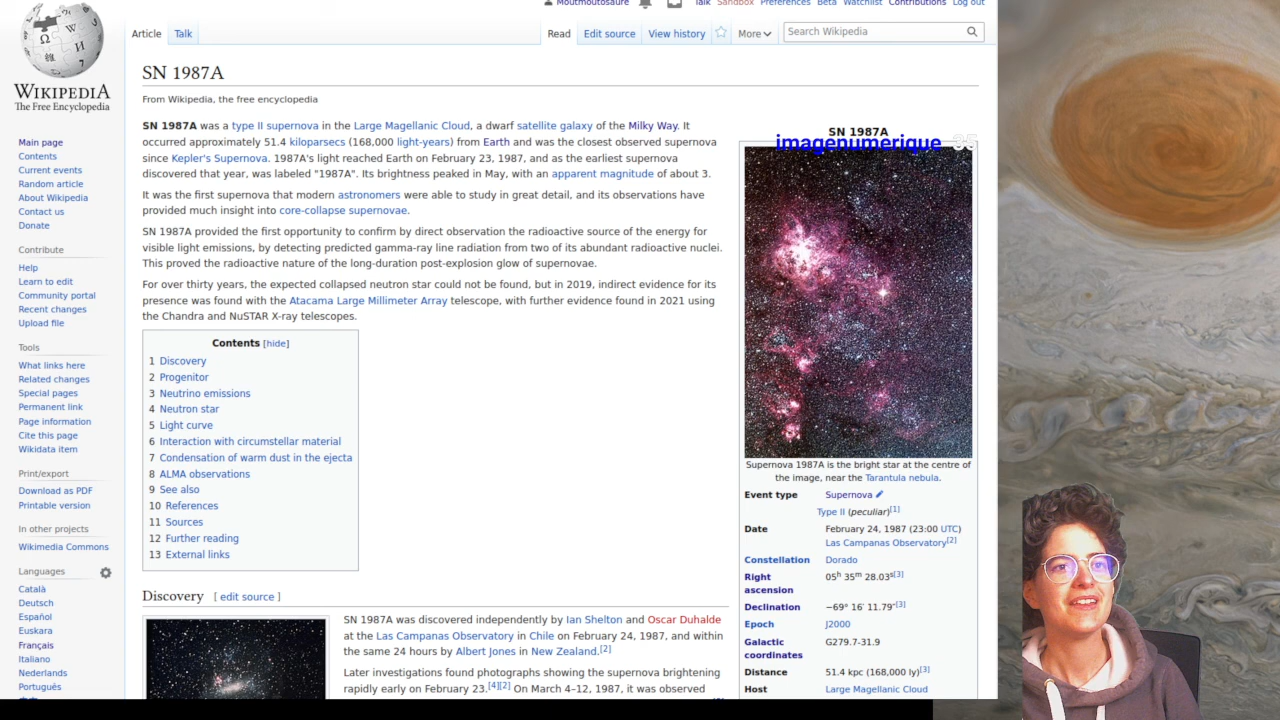 Moutmoutosaure Talk Sandbox Preferences Beta Watchlist Contributions Log out
Article Talk Read Edit source View history More Search Wikipedia
WIKIPEDIA
The Free Encyclopedia
Main page
Contents
Current events
Random article
About Wikipedia
Contact us
Donate
Contribute
Help
Learn to edit
Community portal
Recent changes
Upload file
Tools
What links here
Related changes
Special pages
Permanent link
Page information
Cite this page
Wikidata item
Print/export
Download as PDF
Printable version
In other projects
Wikimedia Commons
Languages
Català
Deutsch
Español
Euskara
Français
Italiano
Nederlands
Português
SN 1987A
From Wikipedia, the free encyclopedia
SN 1987A was a type II supernova in the Large Magellanic Cloud, a dwarf satellite galaxy of the Milky Way. It
occurred approximately 51.4 kiloparsecs (168,000 light-years) from Earth and was the closest observed supernova
since Kepler's Supernova. 1987A's light reached Earth on February 23, 1987, and as the earliest supernova
discovered that year, was labeled "1987A". Its brightness peaked in May, with an apparent magnitude of about 3.
It was the first supernova that modern astronomers were able to study in great detail, and its observations have
provided much insight into core-collapse supernovae.
SN 1987A provided the first opportunity to confirm by direct observation the radioactive source of the energy for
visible light emissions, by detecting predicted gamma-ray line radiation from two of its abundant radioactive nuclei.
This proved the radioactive nature of the long-duration post-explosion glow of supernovae.
For over thirty years, the expected collapsed neutron star could not be found, but in 2019, indirect evidence for its
presence was found with the Atacama Large Millimeter Array telescope, with further evidence found in 2021 using
the Chandra and NuSTAR X-ray telescopes.
Contents [hide]
1 Discovery
2 Progenitor
3 Neutrino emissions
4 Neutron star
5 Light curve
6 Interaction with circumstellar material
7 Condensation of warm dust in the ejecta
8 ALMA observations
9 See also
10 References
11 Sources
12 Further reading
13 External links
Discovery [ edit source ]
SN 1987A was discovered independently by Ian Shelton and Oscar Duhalde
at the Las Campanas Observatory in Chile on February 24, 1987, and within
the same 24 hours by Albert Jones in New Zealand.[2]
Later investigations found photographs showing the supernova brightening
rapidly early on February 23.[4][2] On March 4–12, 1987, it was observed
SN 1987A
imagenumerique 35
Supernova 1987A is the bright star at the centre of
the image, near the Tarantula nebula.
Event type Supernova
Type II (peculiar)[1]
Date February 24, 1987 (23:00 UTC)
Las Campanas Observatory[2]
Constellation Dorado
Right ascension 05h 35m 28.03s[3]
Declination −69° 16′ 11.79″[3]
Epoch J2000
Galactic coordinates G279.7-31.9
Distance 51.4 kpc (168,000 ly)[3]
Host Large Magellanic Cloud